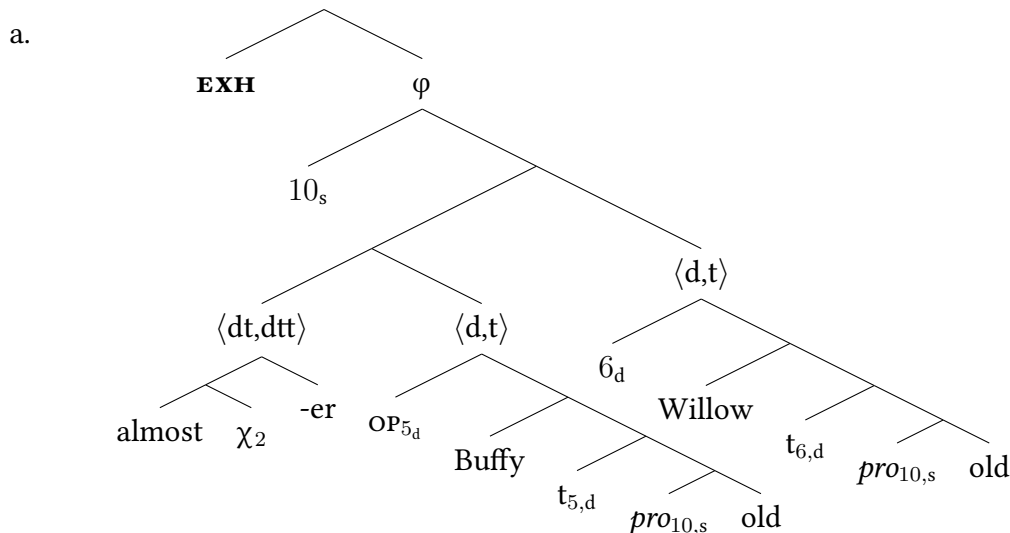 a.
EXH φ
10s
⟨d,t⟩
⟨dt,dtt⟩ ⟨d,t⟩
6d
almost χ2 -er OP5d Willow
Buffy t6,d pro10,s old
t5,d pro10,s old